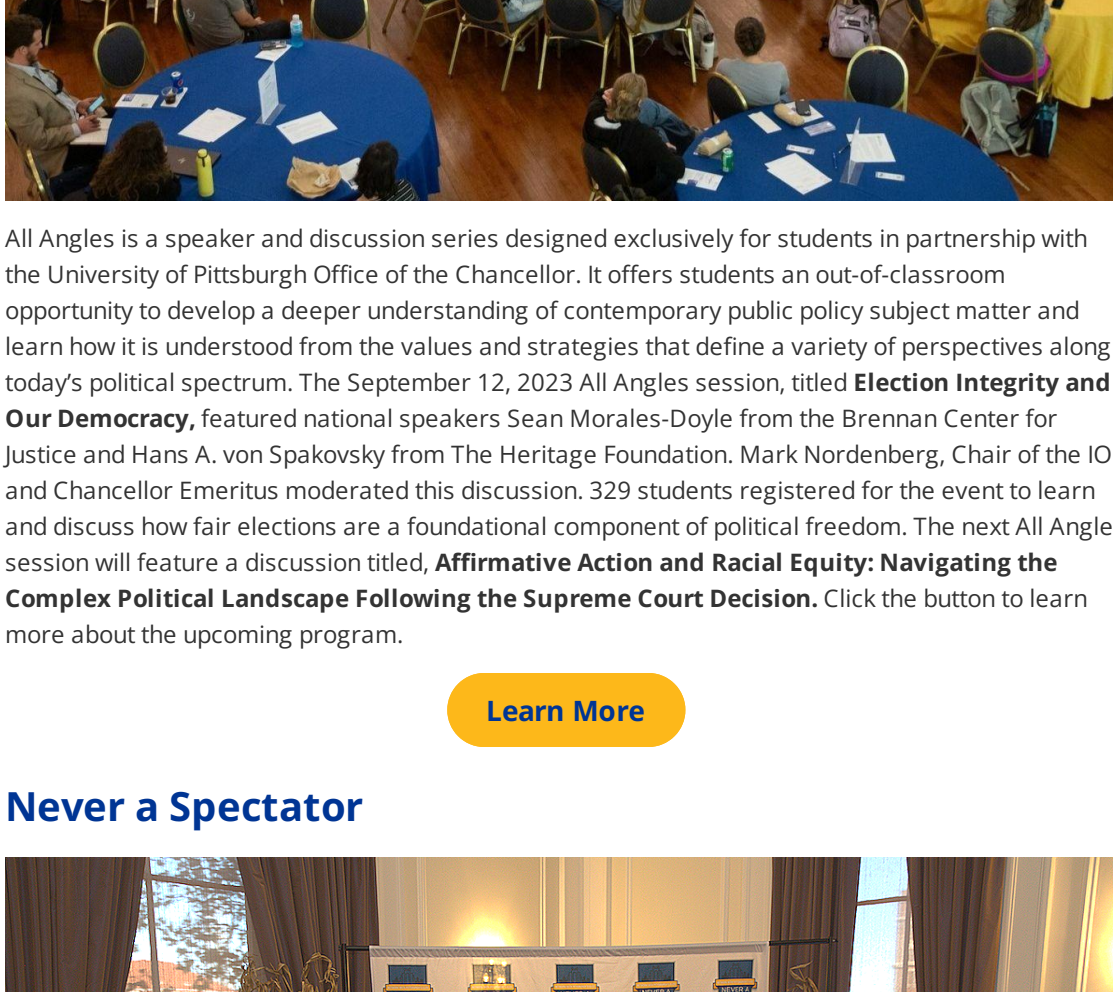 All Angles is a speaker and discussion series designed exclusively for students in partnership with
the University of Pittsburgh Office of the Chancellor. It offers students an out-of-classroom
opportunity to develop a deeper understanding of contemporary public policy subject matter and
learn how it is understood from the values and strategies that define a variety of perspectives along
today’s political spectrum. The September 12, 2023 All Angles session, titled Election Integrity and
Our Democracy, featured national speakers Sean Morales-Doyle from the Brennan Center for
Justice and Hans A. von Spakovsky from The Heritage Foundation. Mark Nordenberg, Chair of the IO
and Chancellor Emeritus moderated this discussion. 329 students registered for the event to learn
and discuss how fair elections are a foundational component of political freedom. The next All Angle
session will feature a discussion titled, Affirmative Action and Racial Equity: Navigating the
Complex Political Landscape Following the Supreme Court Decision. Click the button to learn
more about the upcoming program.
Learn More
Never a Spectator
NEVER A